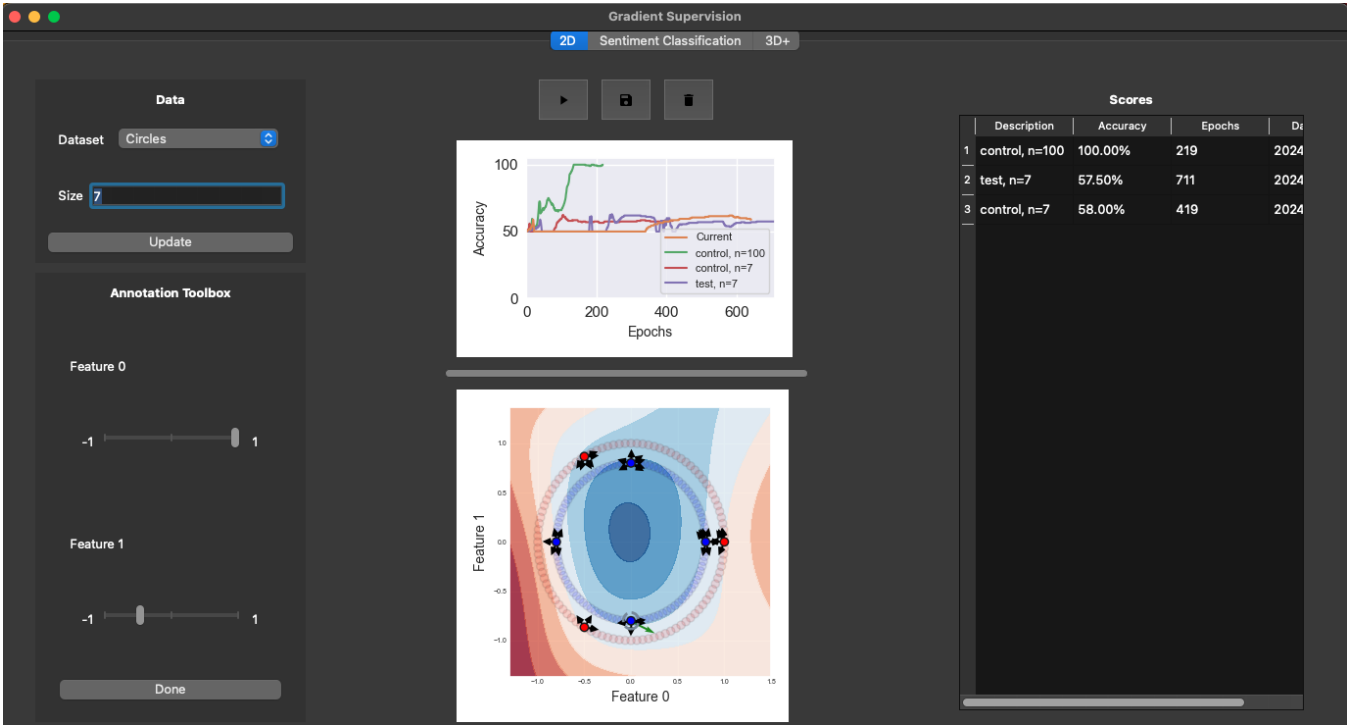 Gradient Supervision
2D Sentiment Classification 3D+
Data
Dataset Circles
Size 7
Update
Annotation Toolbox
Feature 0
-1 1
Feature 1
-1 1
Done
100
50
0
Accuracy
0 200 400 600
Epochs
Current
control, n=100
control, n=7
test, n=7
1.0
0.5
0.0
−0.5
−1.0
Feature 1
−1.0 −0.5 0.0 0.5 1.0 1.5
Feature 0
Scores
Description Accuracy Epochs Da
1 control, n=100 100.00% 219 2024
2 test, n=7 57.50% 711 2024
3 control, n=7 58.00% 419 2024